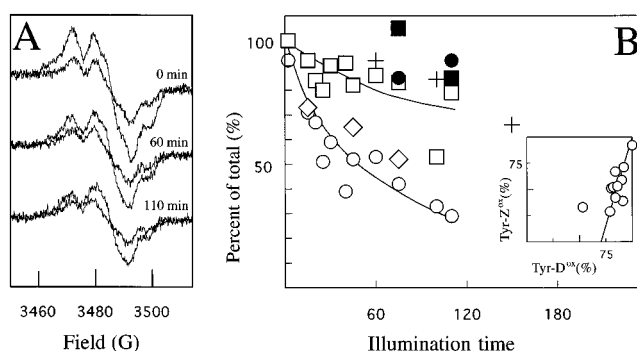 A
0 min
60 min
110 min
3460 3480 3500
Field (G)
B
100
50
Percent of total (%)
60 120 180
Illumination time
75
Tyr-Z^ox(%)
75
Tyr-D^ox(%)